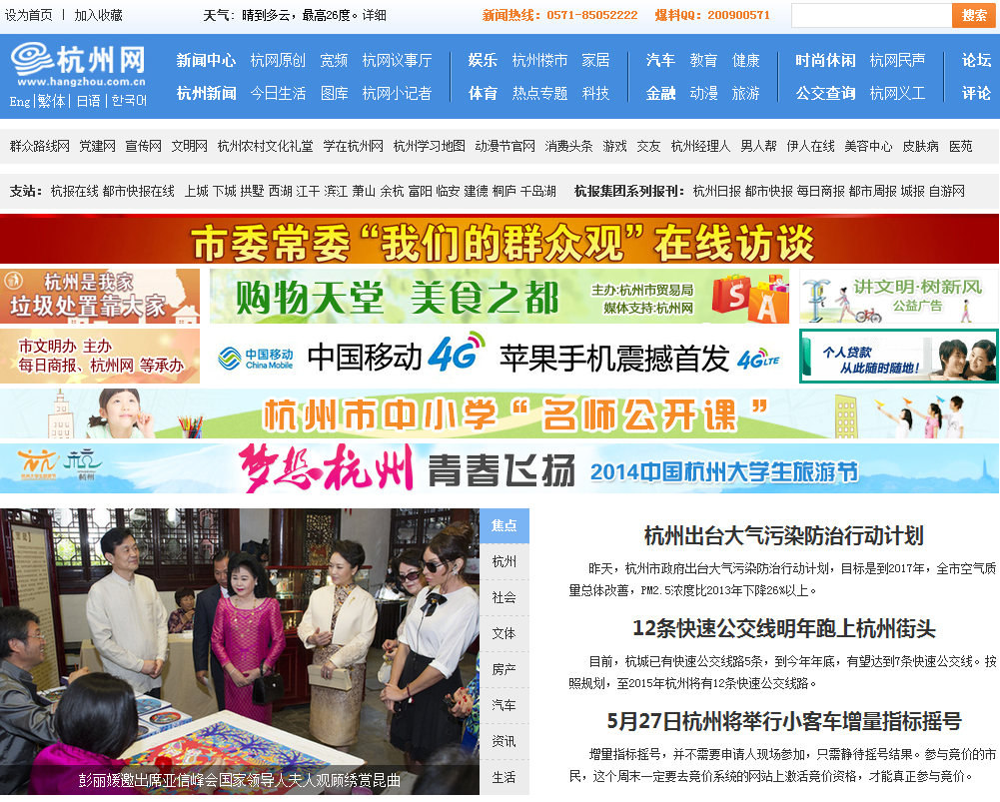 设为首页 | 加入收藏
天气: 晴到多云,最高26度。详细
新闻热线: 0571-85052222 爆料QQ: 200900571
搜索
杭州网
www.hangzhou.com.cn
Eng|繁体| 日语 | 한국어
新闻中心 杭网原创 宽频 杭网议事厅
杭州新闻 今日生活 图库 杭网小记者
娱乐 杭州楼市 家居
体育 热点专题 科技
汽车 教育 健康
金融 动漫 旅游
时尚休闲 杭网民声
公交查询 杭网义工
论坛
评论
群众路线网 党建网 宣传网 文明网 杭州农村文化礼堂 学在杭州网 杭州学习地图 动漫节官网 消费头条 游戏 交友 杭州经理人 男人帮 伊人在线 美容中心 皮肤病 医苑
支站: 杭报在线 都市快报在线 上城 下城 拱墅 西湖 江干 滨江 萧山 余杭 富阳 临安 建德 桐庐 千岛湖 杭报集团系列报刊: 杭州日报 都市快报 每日商报 都市周报 城报 自游网
市委常委“我们的群众观”在线访谈
杭州是我家
垃圾处置靠大家
购物天堂 美食之都
主办:杭州市贸易局
媒体支持:杭州网
SA
讲文明·树新风
公益广告
市文明办 主办
每日商报、杭州网 等承办
中国移动
China Mobile
中国移动4G 苹果手机震撼首发 4G LTE
个人贷款
从此随时随地!
杭州市中小学“名师公开课”
梦想杭州 青春飞扬 2014中国杭州大学生旅游节
焦点
杭州
社会
文体
房产
汽车
资讯
生活
彭丽媛邀出席亚信峰会国家领导人夫人观顾绣赏昆曲
杭州出台大气污染防治行动计划
昨天,杭州市政府出台大气污染防治行动计划,目标是到2017年,全市空气质
量总体改善,PM2.5浓度比2013年下降26%以上。
12条快速公交线明年跑上杭州街头
目前,杭城已有快速公交线路5条,到今年年底,有望达到7条快速公交线。按
照规划,至2015年杭州将有12条快速公交线路。
5月27日杭州将举行小客车增量指标摇号
增量指标摇号,并不需要申请人现场参加,只需静待摇号结果。参与竞价的市
民,这个周末一定要去竞价系统的网站上激活竞价资格,才能真正参与竞价。